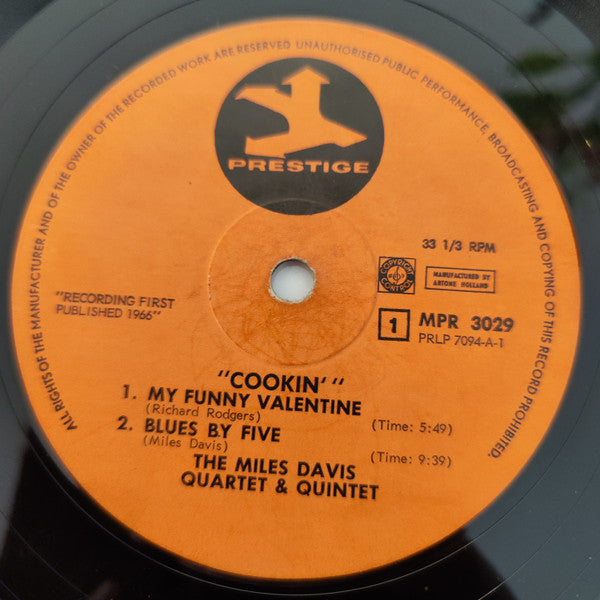 ALL RIGHTS OF THE MANUFACTURER AND OF THE OWNER OF THE RECORDED WORK ARE RESERVED UNAUTHORISED PUBLIC PERFORMANCE, BROADCASTING AND COPYING OF THIS RECORD PROHIBITED.
PRESTIGE
33 1/3 RPM
COPYRIGHT
CONTROL
MANUFACTURED BY
ARTONE HOLLAND
"RECORDING FIRST
PUBLISHED 1966"
1 MPR 3029
PRLP 7094-A-1
"COOKIN' "
1. MY FUNNY VALENTINE
(Richard Rodgers) (Time: 5:49)
2. BLUES BY FIVE
(Miles Davis) (Time: 9:39)
THE MILES DAVIS
QUARTET & QUINTET